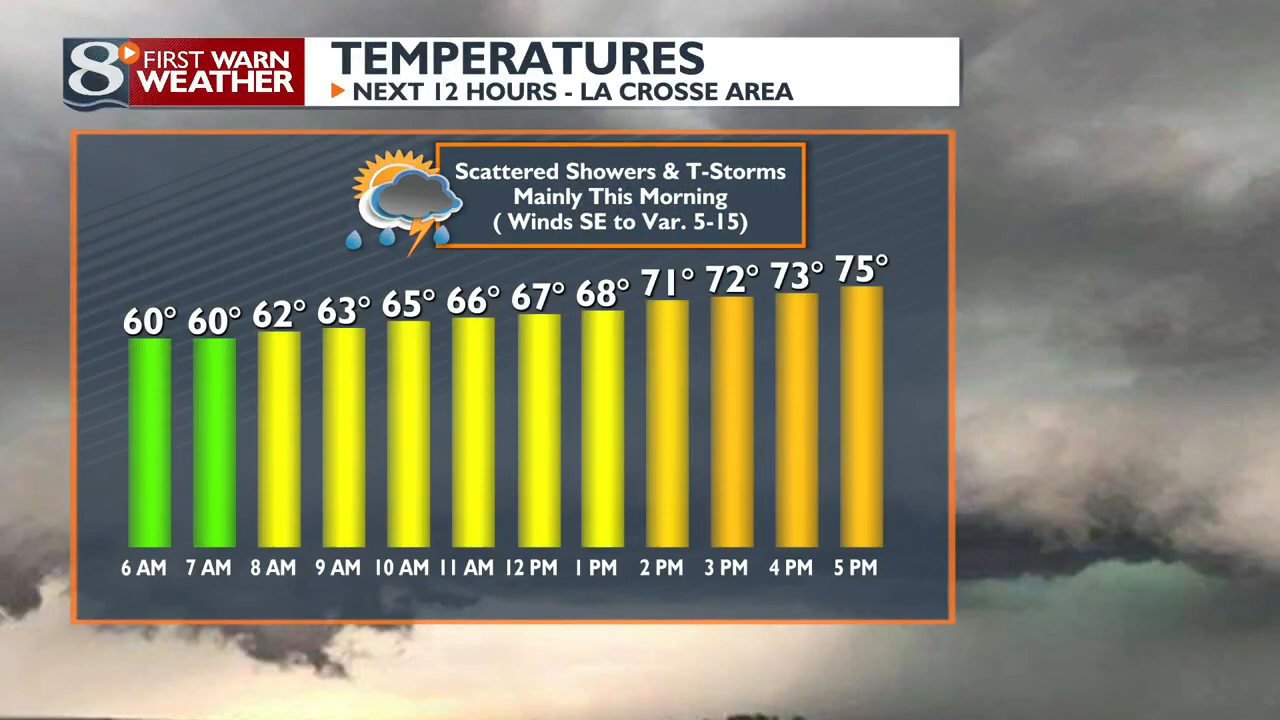 8 FIRST WARN
WEATHER
TEMPERATURES
NEXT 12 HOURS - LA CROSSE AREA
Scattered Showers & T-Storms
Mainly This Morning
( Winds SE to Var. 5-15)
60° 60° 62° 63° 65° 66° 67° 68° 71° 72° 73° 75°
6 AM 7 AM 8 AM 9 AM 10 AM 11 AM 12 PM 1 PM 2 PM 3 PM 4 PM 5 PM